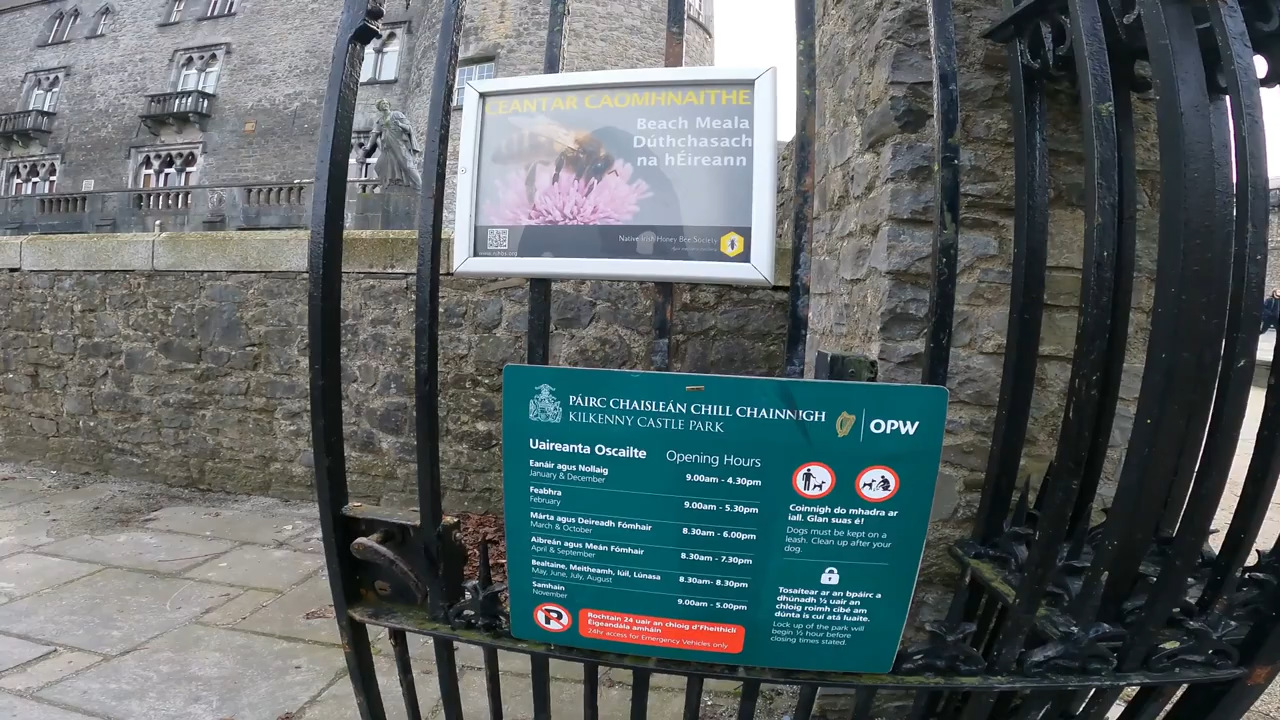 CEANTAR CAOMHNAITHE
Beach Meala
Dúthchasach
na hÉireann
Native Irish Honey Bee Society
PÁIRC CHAISLEÁN CHILL CHAINNIGH
KILKENNY CASTLE PARK
OPW
Uaireanta Oscailte Opening Hours
Eanáir agus Nollaig
January & December
9.00am - 4.30pm
Feabhra
February
9.00am - 5.30pm
Márta agus Deireadh Fómhair
March & October
8.30am - 6.00pm
Aibreán agus Meán Fómhair
April & September
8.30am - 7.30pm
Bealtaine, Meitheamh, Iúil, Lúnasa
May, June, July, August
8.30am- 8.30pm
Samhain
November
9.00am - 5.00pm
P
Rochtain 24 uair an chloig d'Fheithiclí
Éigeandála amháin
24hr access for Emergency Vehicles only
Coinnigh do mhadra ar
iall. Glan suas é!
Dogs must be kept on a
leash. Clean up after your
dog.
Tosaítear ar an bpáirc a
dhúnadh ½ uair an
chloig roimh cibé am
dúnta is cuí atá luaite.
Lock up of the park will
begin ½ hour before
closing times stated.